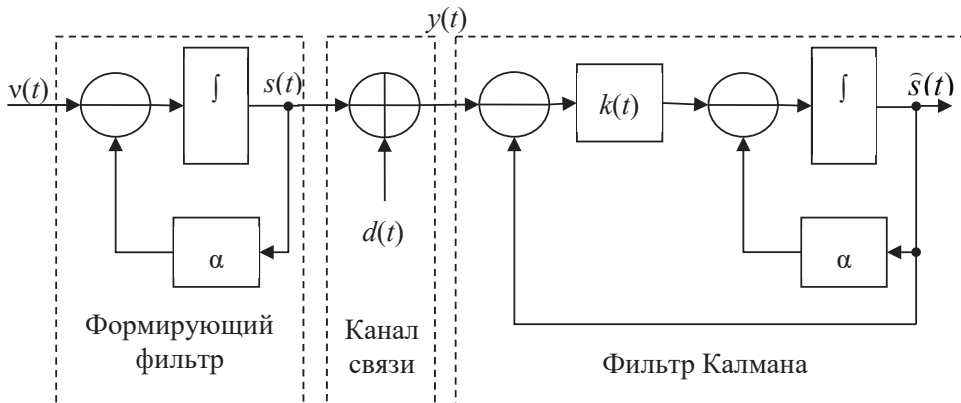 y(t)
ν(t)
∫
s(t)
k(t)
∫
ŝ(t)
α
d(t)
α
Формирующий
фильтр
Канал
связи
Фильтр Калмана